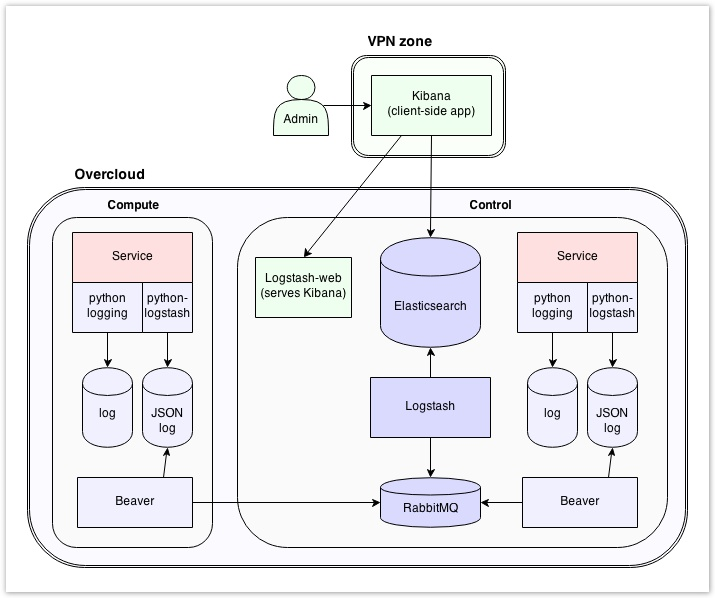 VPN zone
Kibana
(client-side app)
Admin
Overcloud
Compute
Control
Service
python
logging
python-
logstash
log
JSON
log
Beaver
Logstash-web
(serves Kibana)
Elasticsearch
Logstash
RabbitMQ
Service
python
logging
python-
logstash
log
JSON
log
Beaver